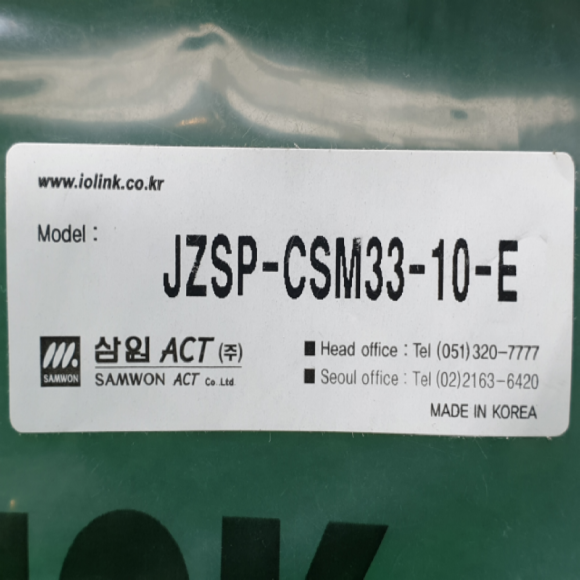 www.iolink.co.kr
Model : JZSP-CSM33-10-E
SAMWON
삼원 ACT (주)
SAMWON ACT Co.Ltd
■ Head office : Tel (051)320-7777
■ Seoul office : Tel (02)2163-6420
MADE IN KOREA